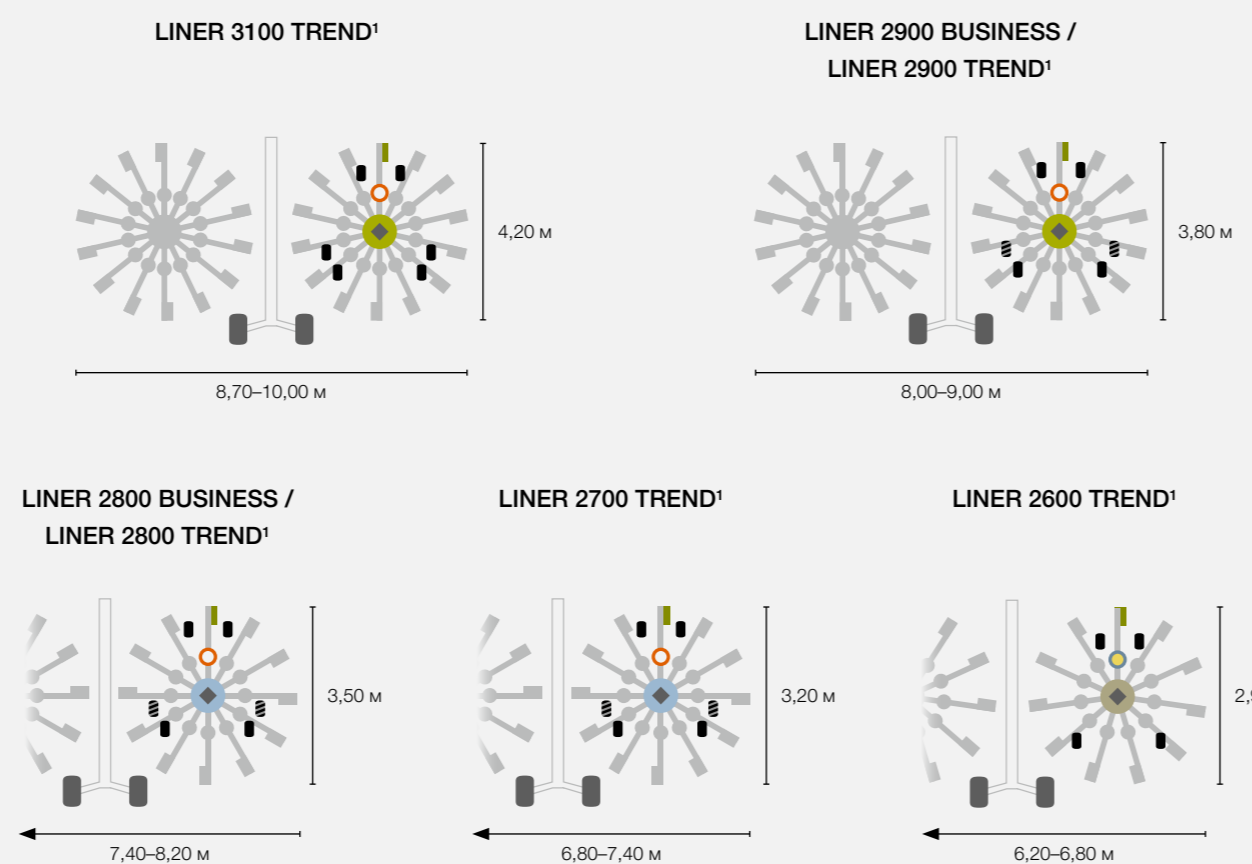 LINER 3100 TREND¹
LINER 2900 BUSINESS /
LINER 2900 TREND¹
4,20 м
3,80 м
8,70–10,00 м
8,00–9,00 м
LINER 2800 BUSINESS /
LINER 2800 TREND¹
LINER 2700 TREND¹
LINER 2600 TREND¹
3,50 м
3,20 м
7,40–8,20 м
6,80–7,40 м
6,20–6,80 м